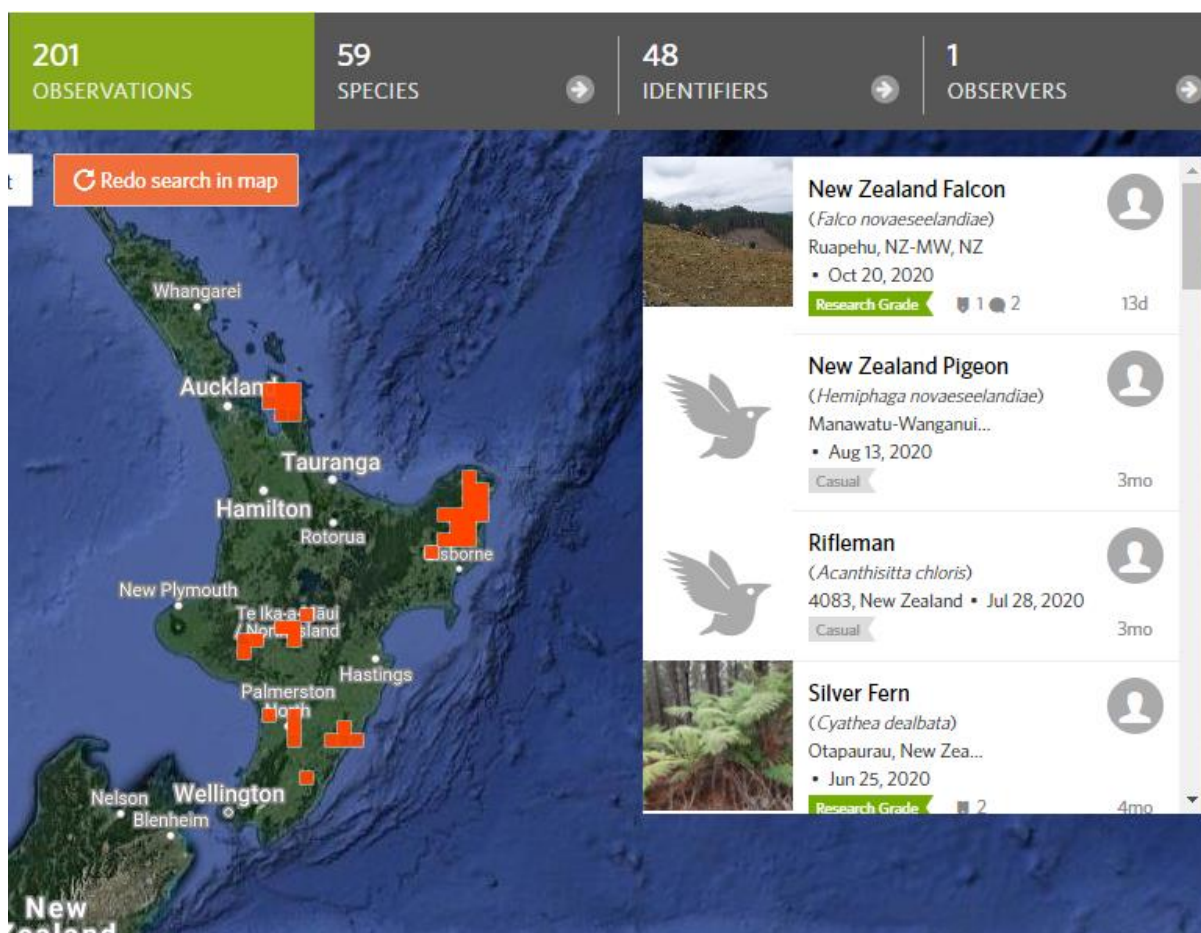 201
OBSERVATIONS
59
SPECIES
48
IDENTIFIERS
1
OBSERVERS
t
Redo search in map
Whangarei
Auckland
Tauranga
Hamilton
Rotorua
isborne
New Plymouth
Te Ika-a-Māui
/ North Island
Hastings
Palmerston
North
Nelson
Wellington
Blenheim
New
Zealand
New Zealand Falcon
(Falco novaeseelandiae)
Ruapehu, NZ-MW, NZ
• Oct 20, 2020
Research Grade 1 2 13d
New Zealand Pigeon
(Hemiphaga novaeseelandiae)
Manawatu-Wanganui...
• Aug 13, 2020
Casual 3mo
Rifleman
(Acanthisitta chloris)
4083, New Zealand • Jul 28, 2020
Casual 3mo
Silver Fern
(Cyathea dealbata)
Otapaurau, New Zea...
• Jun 25, 2020
Research Grade 2 4mo